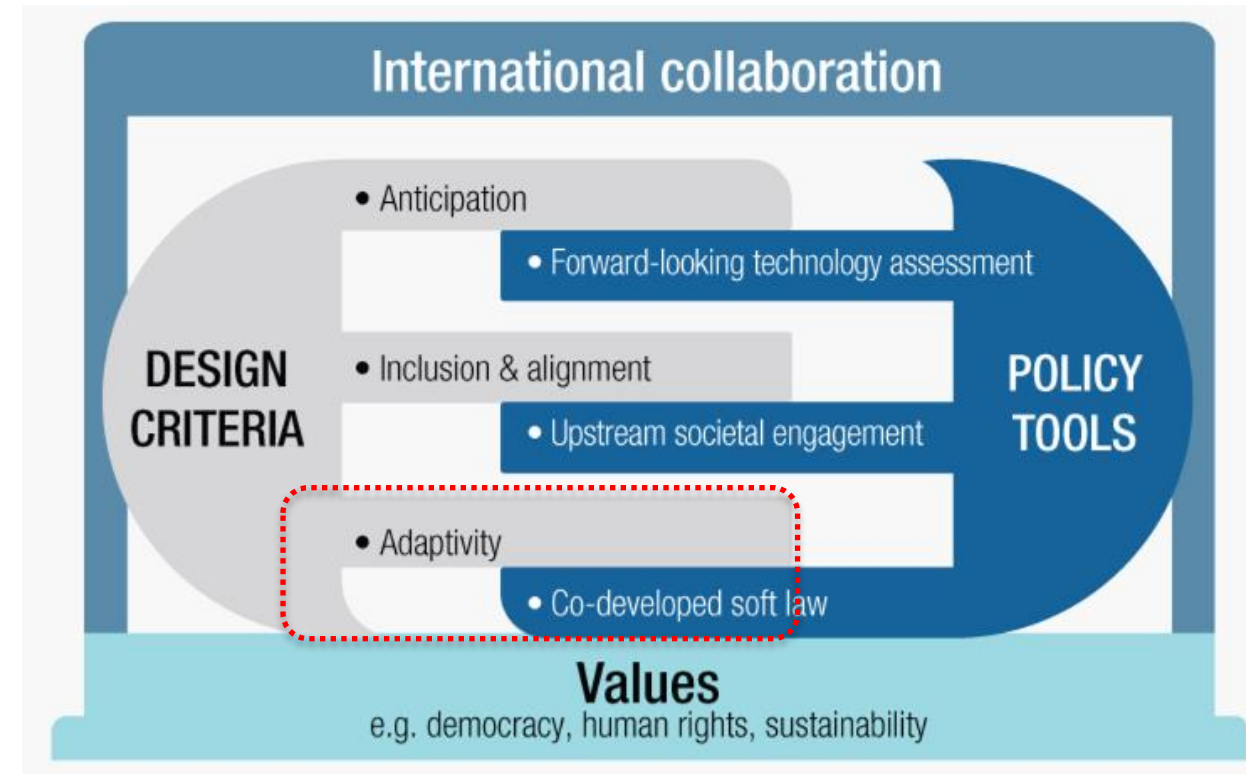 International collaboration
• Anticipation
• Forward-looking technology assessment
DESIGN
CRITERIA
• Inclusion & alignment
POLICY
TOOLS
• Upstream societal engagement
• Adaptivity
• Co-developed soft law
Values
e.g. democracy, human rights, sustainability